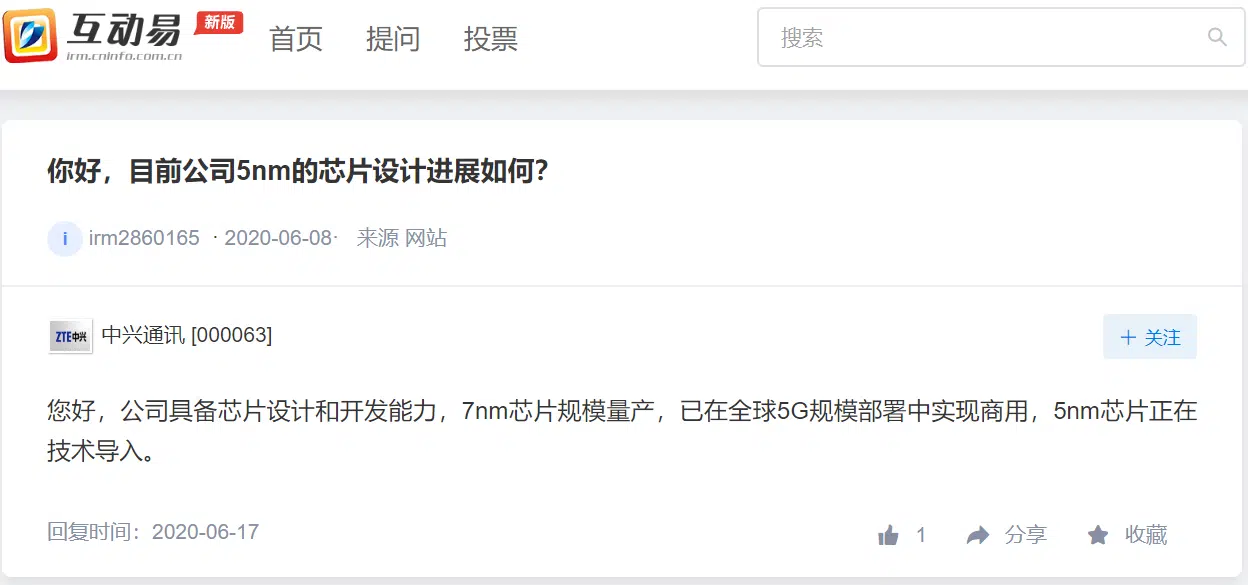 互动易 新版
irm.cninfo.com.cn
首页 提问 投票
搜索
你好，目前公司5nm的芯片设计进展如何？
i irm2860165 · 2020-06-08· 来源 网站
ZTE中兴 中兴通讯 [000063]
＋ 关注
您好，公司具备芯片设计和开发能力，7nm芯片规模量产，已在全球5G规模部署中实现商用，5nm芯片正在
技术导入。
回复时间：2020-06-17
1 分享 收藏